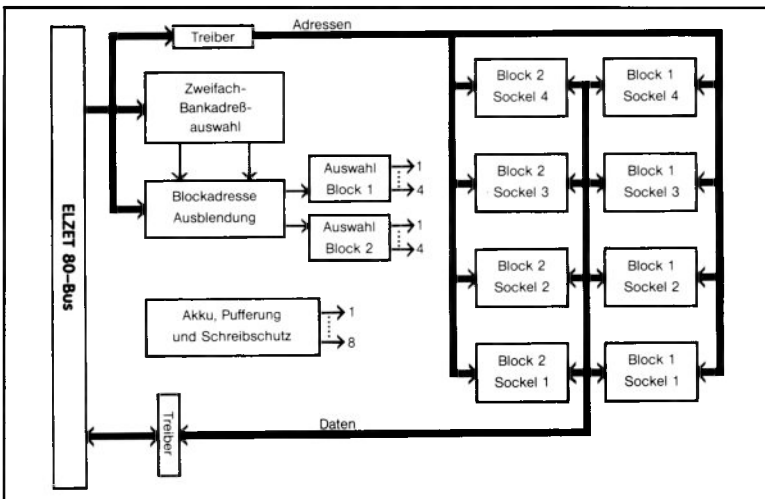 Adressen
Treiber
Zweifach-
Bankadreß-
auswahl
Blockadresse
Ausblendung
Auswahl
Block 1
1
4
Auswahl
Block 2
1
4
Akku, Pufferung
und Schreibschutz
1
8
ELZET 80-Bus
Treiber
Daten
Block 2
Sockel 4
Block 1
Sockel 4
Block 2
Sockel 3
Block 1
Sockel 3
Block 2
Sockel 2
Block 1
Sockel 2
Block 2
Sockel 1
Block 1
Sockel 1